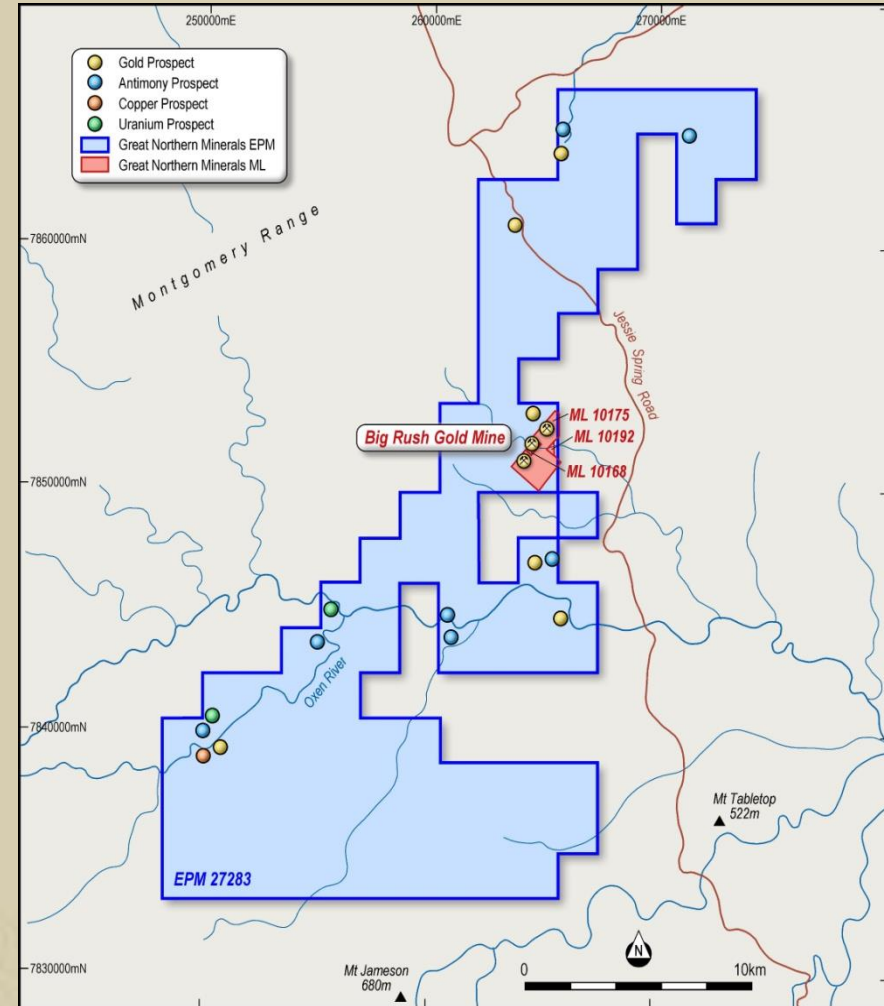 250000mE
260000mE
270000mE
Gold Prospect
Antimony Prospect
Copper Prospect
Uranium Prospect
Great Northern Minerals EPM
Great Northern Minerals ML
Montgomery Range
7860000mN
Jessie Spring Road
ML 10175
Big Rush Gold Mine
ML 10192
ML 10168
7850000mN
Oxen River
7840000mN
Mt Tabletop
522m
EPM 27283
7830000mN
Mt Jameson
680m
0
10km